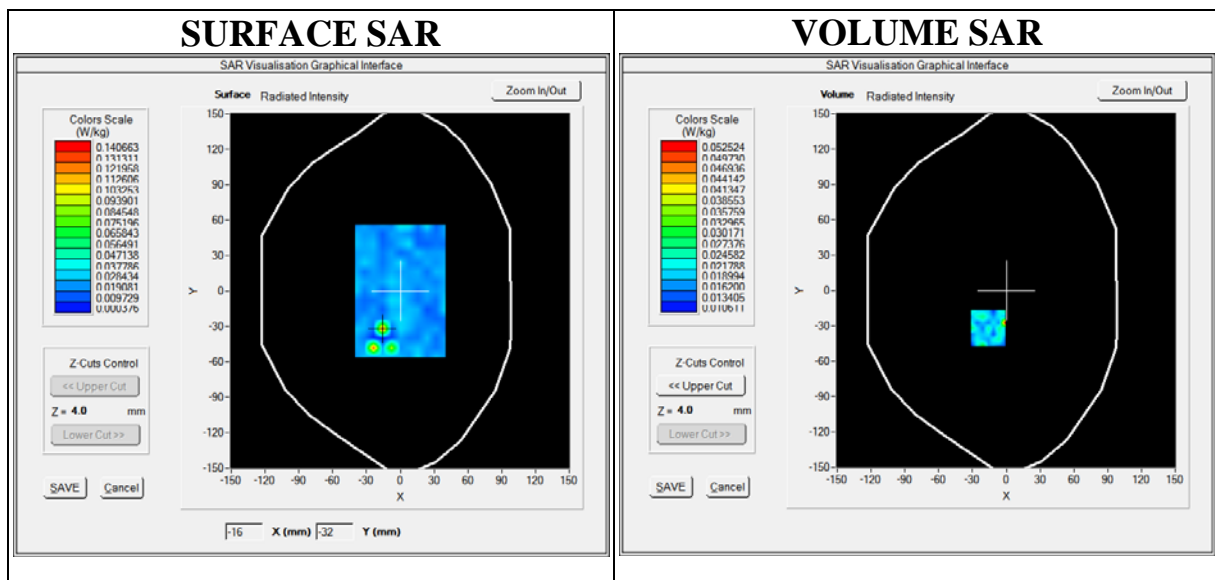 SURFACE SAR
SAR Visualisation Graphical Interface
Surface Radiated Intensity
Zoom In/Out
Colors Scale
(W/kg)
0.140663
0.131311
0.121958
0.112606
0.103253
0.093901
0.084548
0.075196
0.065843
0.056491
0.047138
0.037786
0.028434
0.019081
0.009729
0.000376
150
120
90
60
30
0
-30
-60
-90
-120
-150
Y
-150 -120 -90 -60 -30 0 30 60 90 120 150
X
Z-Cuts Control
<< Upper Cut
Z = 4.0 mm
Lower Cut >>
SAVE Cancel
-16 X (mm) -32 Y (mm)
VOLUME SAR
SAR Visualisation Graphical Interface
Volume Radiated Intensity
Zoom In/Out
Colors Scale
(W/kg)
0.052524
0.049730
0.046936
0.044142
0.041347
0.038553
0.035759
0.032965
0.030171
0.027376
0.024582
0.021788
0.018994
0.016200
0.013405
0.010611
150
120
90
60
30
0
-30
-60
-90
-120
-150
Y
-150 -120 -90 -60 -30 0 30 60 90 120 150
X
Z-Cuts Control
<< Upper Cut
Z = 4.0 mm
Lower Cut >>
SAVE Cancel